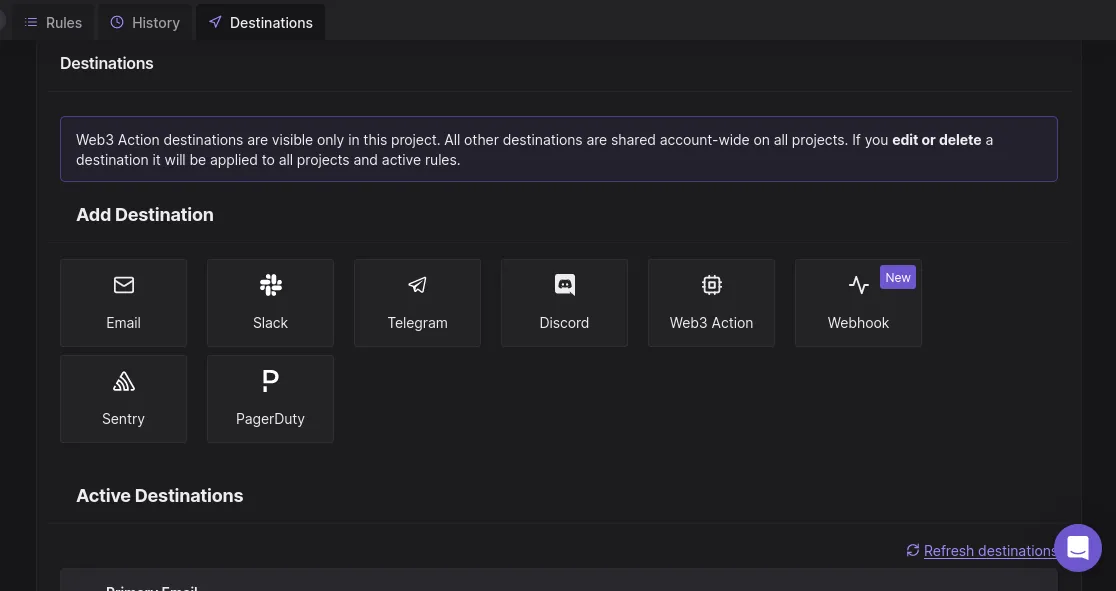 Rules
History
Destinations
Destinations
Web3 Action destinations are visible only in this project. All other destinations are shared account-wide on all projects. If you edit or delete a
destination it will be applied to all projects and active rules.
Add Destination
Email
Slack
Telegram
Discord
Web3 Action
New
Webhook
Sentry
PagerDuty
Active Destinations
Refresh destinations
Primary Email